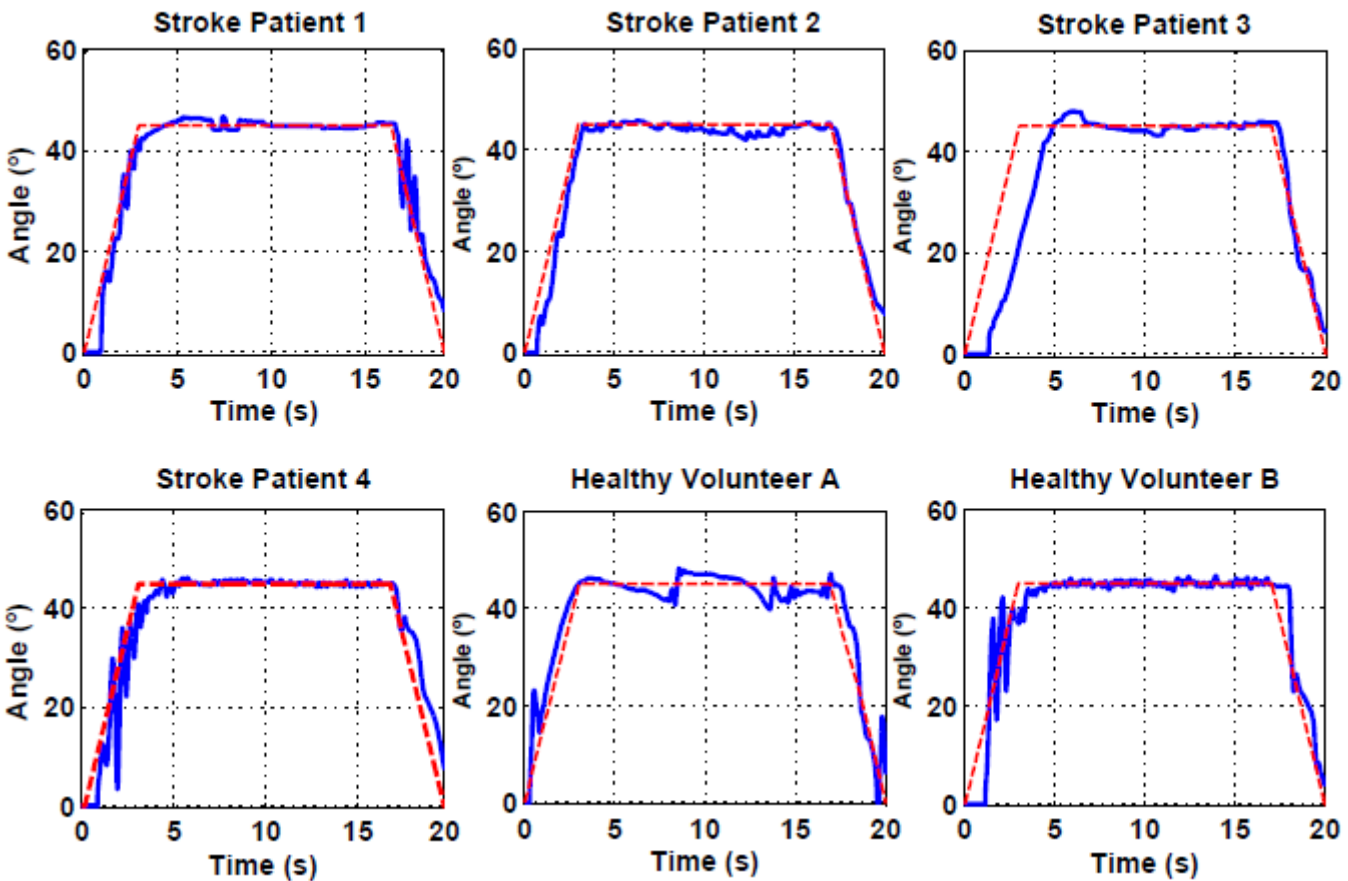 Stroke Patient 1
60
40
20
0
Angle (º)
0 5 10 15 20
Time (s)
Stroke Patient 2
60
40
20
0
Angle (º)
0 5 10 15 20
Time (s)
Stroke Patient 3
60
40
20
0
Angle (º)
0 5 10 15 20
Time (s)
Stroke Patient 4
60
40
20
0
Angle (º)
0 5 10 15 20
Time (s)
Healthy Volunteer A
60
40
20
0
Angle (º)
0 5 10 15 20
Time (s)
Healthy Volunteer B
60
40
20
0
Angle (º)
0 5 10 15 20
Time (s)